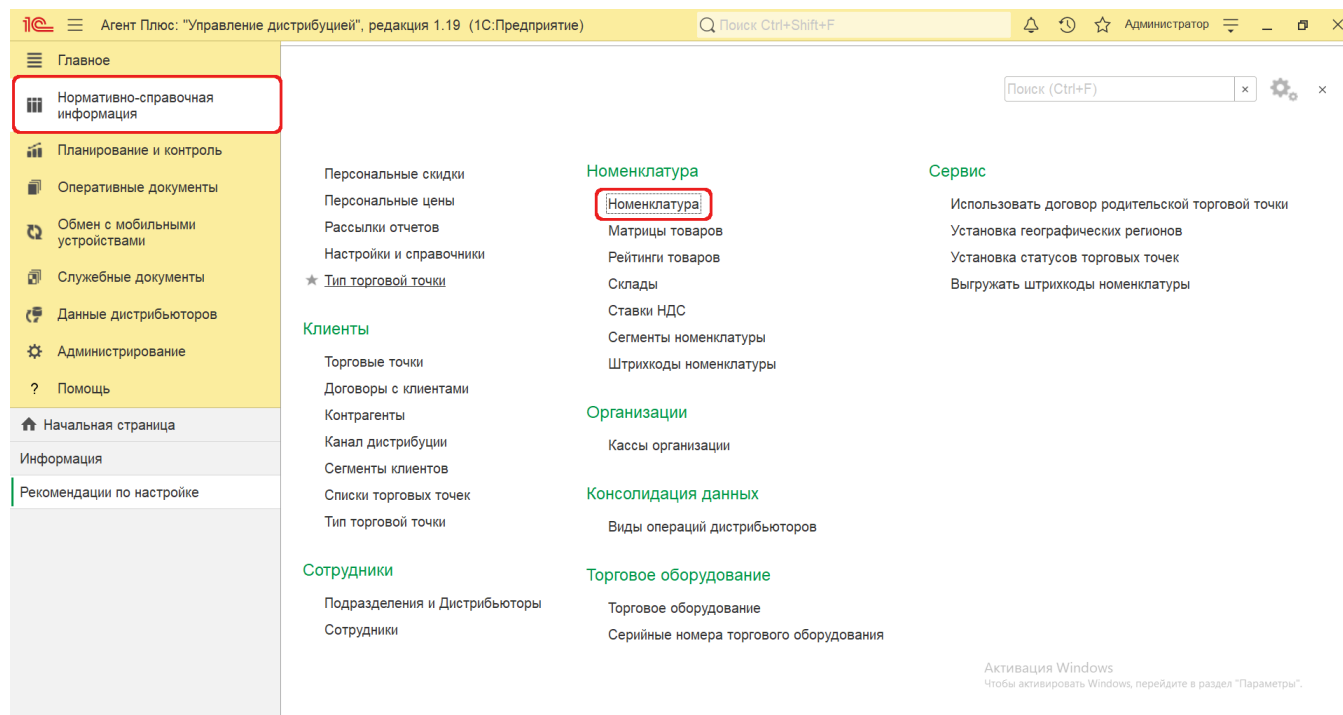 1С Агент Плюс: "Управление дистрибуцией", редакция 1.19 (1С:Предприятие) Поиск Ctrl+Shift+F Администратор
Главное
Нормативно-справочная
информация
Планирование и контроль
Оперативные документы
Обмен с мобильными
устройствами
Служебные документы
Данные дистрибьюторов
Администрирование
? Помощь
Начальная страница
Информация
Рекомендации по настройке
Поиск (Ctrl+F)
Персональные скидки
Персональные цены
Рассылки отчетов
Настройки и справочники
Тип торговой точки
Клиенты
Торговые точки
Договоры с клиентами
Контрагенты
Канал дистрибуции
Сегменты клиентов
Списки торговых точек
Тип торговой точки
Сотрудники
Подразделения и Дистрибьюторы
Сотрудники
Номенклатура
Номенклатура
Матрицы товаров
Рейтинги товаров
Склады
Ставки НДС
Сегменты номенклатуры
Штрихкоды номенклатуры
Организации
Кассы организации
Консолидация данных
Виды операций дистрибьюторов
Торговое оборудование
Торговое оборудование
Серийные номера торгового оборудования
Сервис
Использовать договор родительской торговой точки
Установка географических регионов
Установка статусов торговых точек
Выгружать штрихкоды номенклатуры
Активация Windows
Чтобы активировать Windows, перейдите в раздел "Параметры".